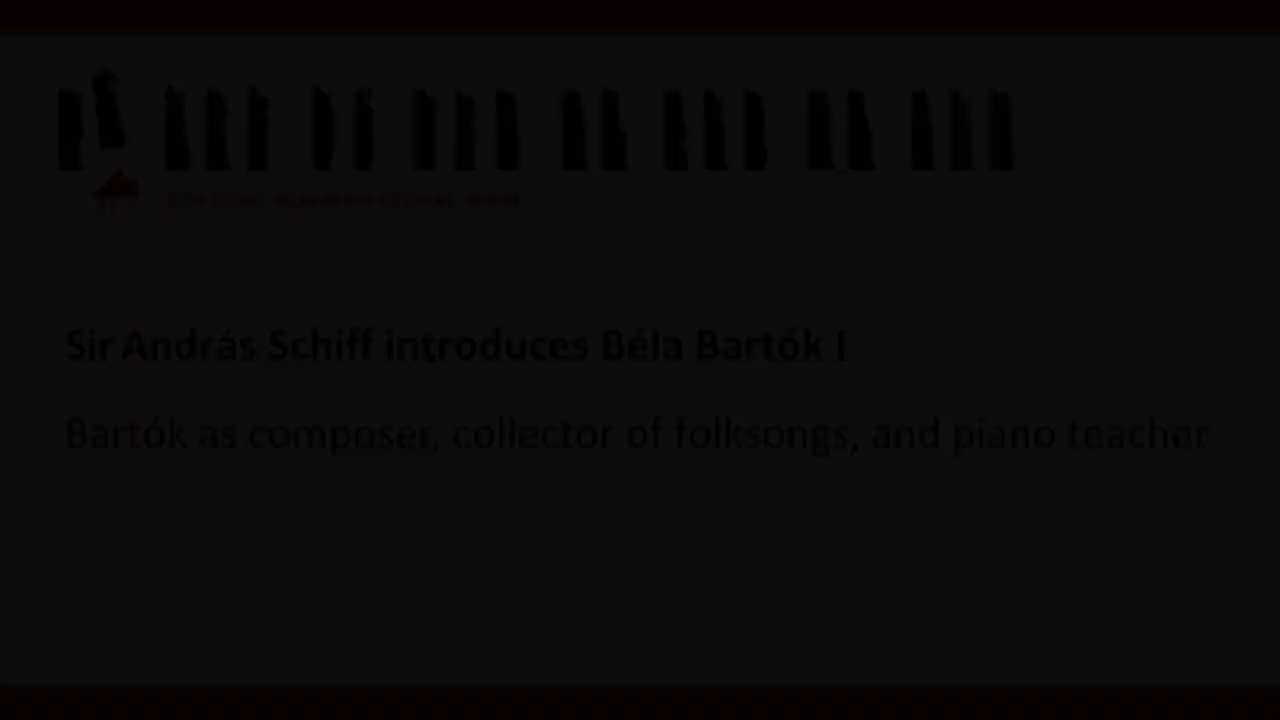 Sir András Schiff introduces Béla Bartók I
Bartók as composer, collector of folksongs, and piano teacher